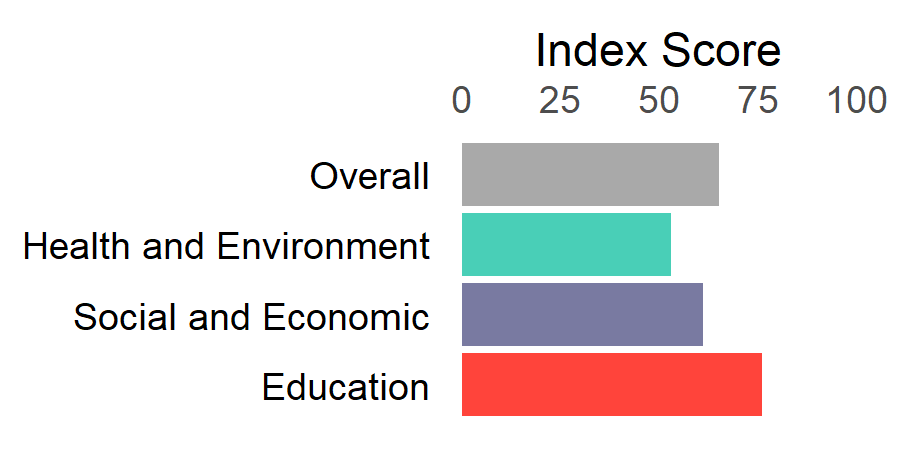 Index Score
0 25 50 75 100
Overall
Health and Environment
Social and Economic
Education